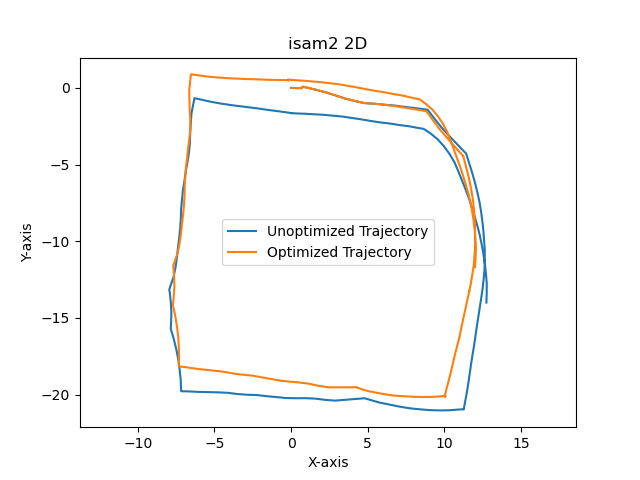 isam2 2D
0
−5
−10
−15
−20
Y-axis
Unoptimized Trajectory
Optimized Trajectory
−10 −5 0 5 10 15
X-axis